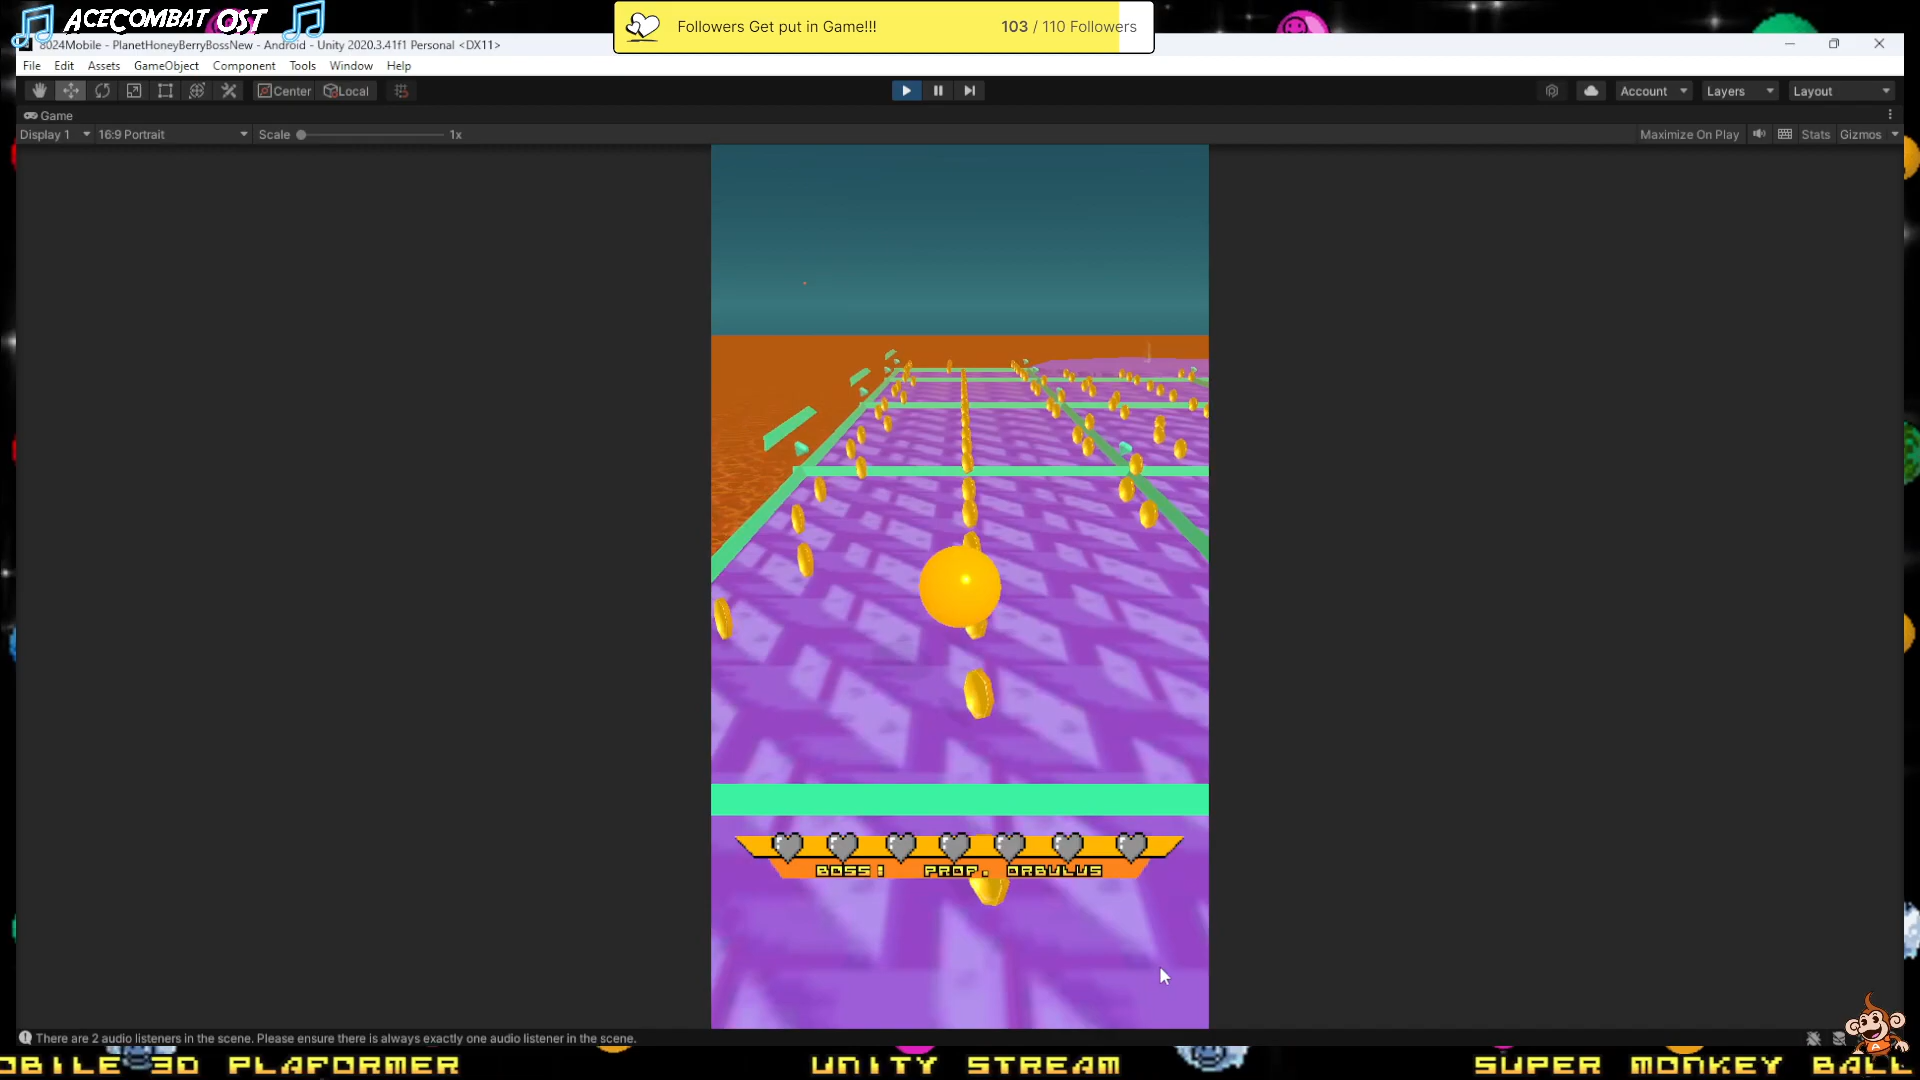 ACECOMBAT OST
Followers Get put in Game!!! 103 / 110 Followers
8024Mobile - PlanetHoneyBerryBossNew - Android - Unity 2020.3.41f1 Personal <DX11>
File Edit Assets GameObject Component Tools Window Help
Center Local Account Layers Layout
Game
Display 1 16:9 Portrait Scale 1x Maximize On Play Stats Gizmos
BOSS: PROF. ORBULUS
There are 2 audio listeners in the scene. Please ensure there is always exactly one audio listener in the scene.
OBILE 3D PLAFORMER UNITY STREAM SUPER MONKEY BALL